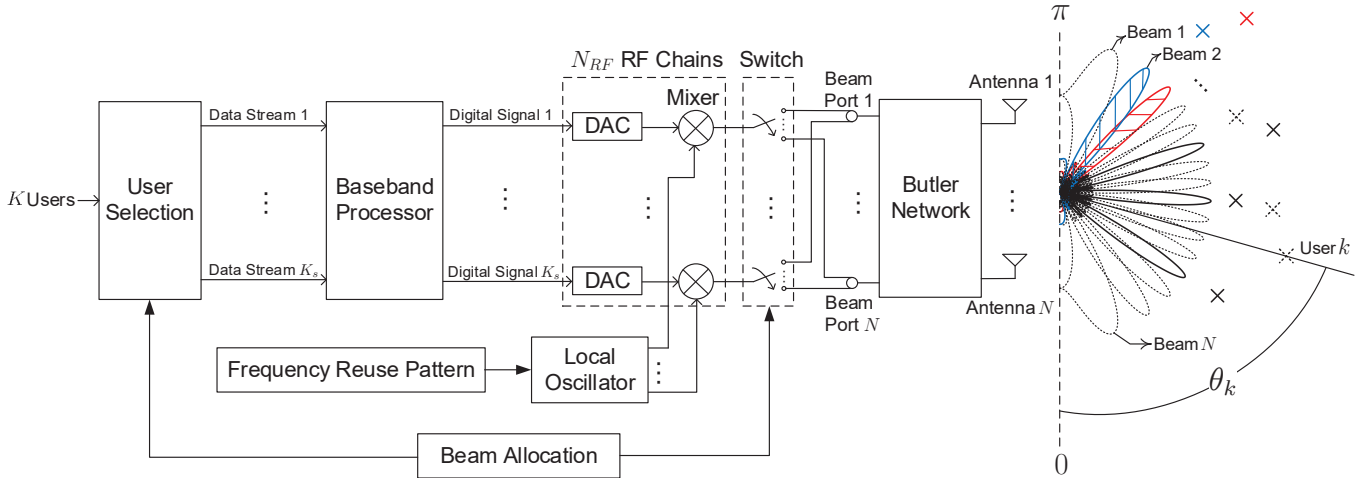 K Users
User
Selection
Data Stream 1
Data Stream K_s
Baseband
Processor
Digital Signal 1
Digital Signal K_s
N_{RF} RF Chains
DAC
Mixer
DAC
Switch
Beam
Port 1
Beam
Port N
Butler
Network
Antenna 1
Antenna N
Frequency Reuse Pattern
Local
Oscillator
Beam Allocation
π
Beam 1
Beam 2
User k
Beam N
θ_k
0